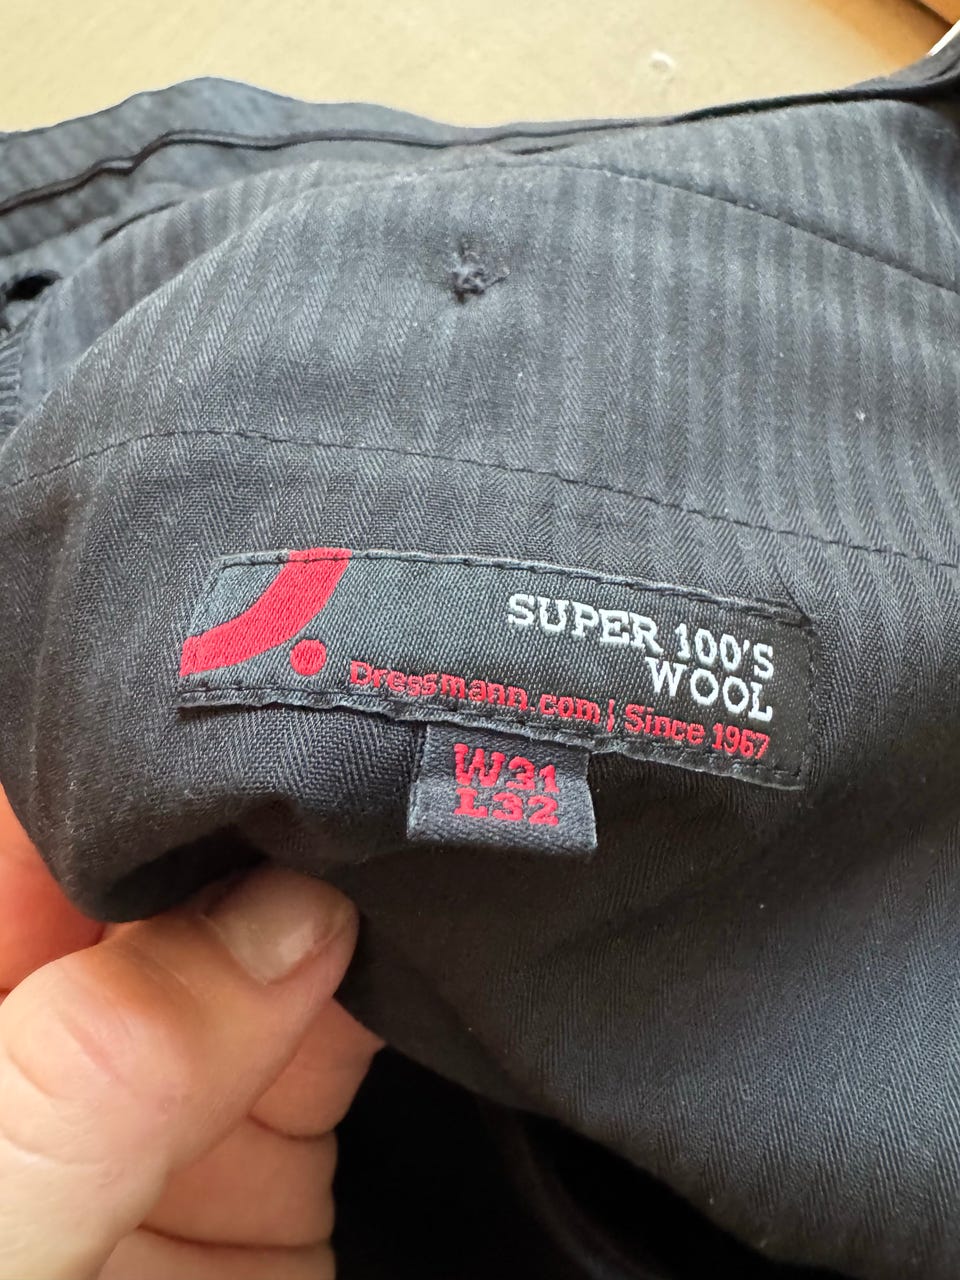 SUPER 100'S
WOOL
Dressmann.com | Since 1967
W31
L32